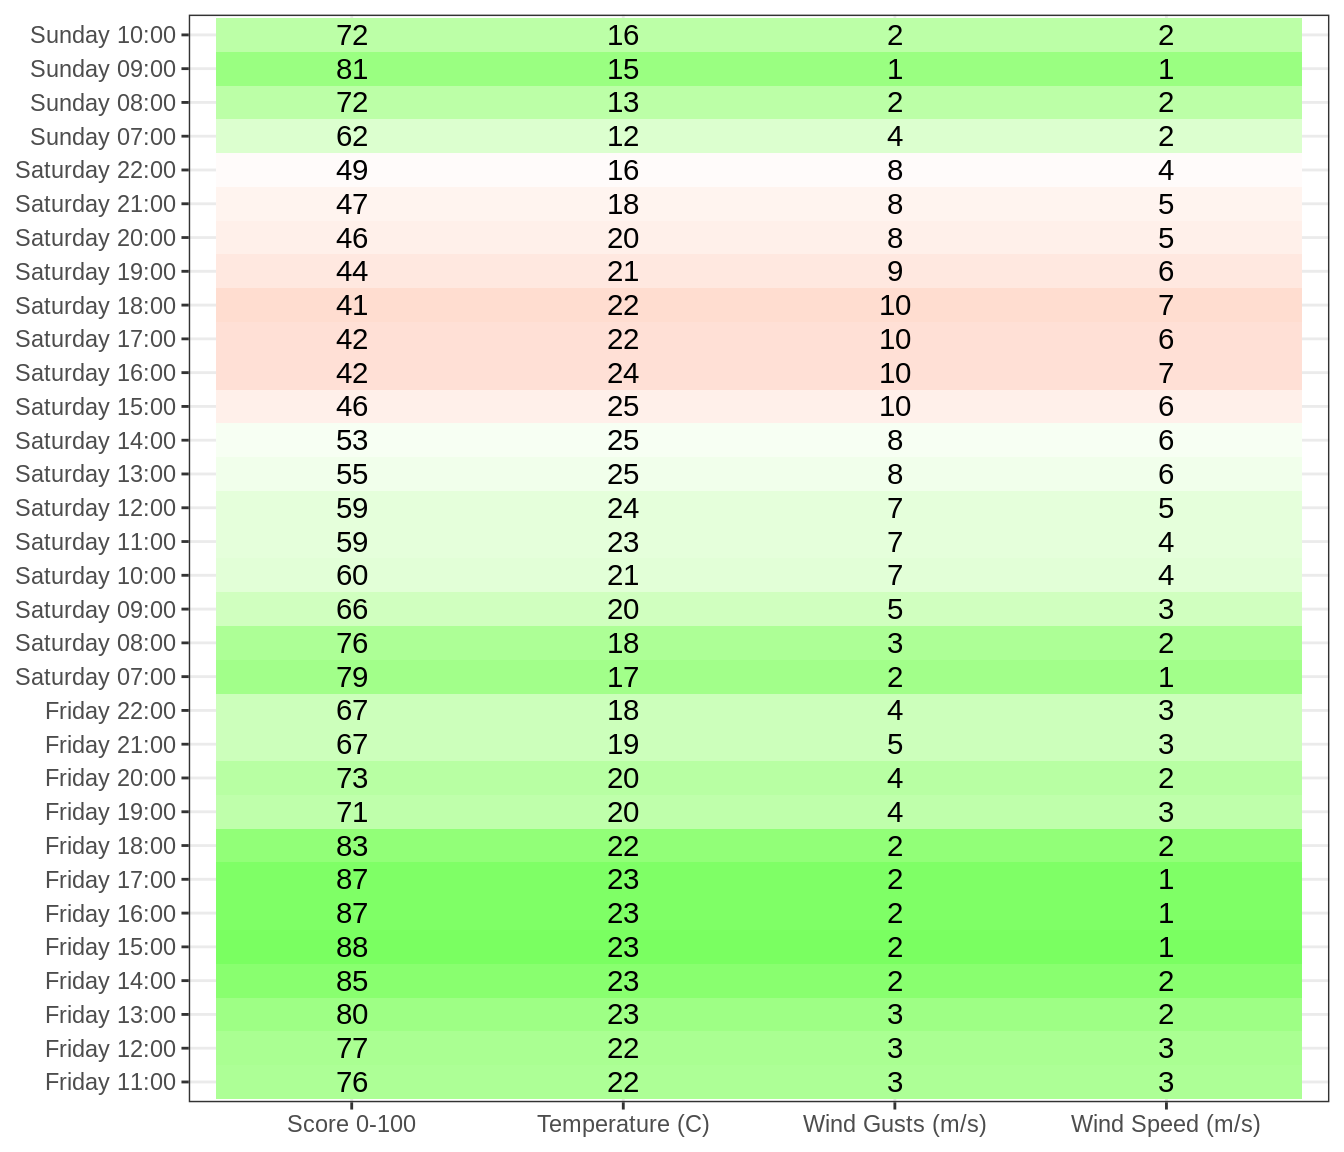 Sunday 10:00 72 16 2 2
Sunday 09:00 81 15 1 1
Sunday 08:00 72 13 2 2
Sunday 07:00 62 12 4 2
Saturday 22:00 49 16 8 4
Saturday 21:00 47 18 8 5
Saturday 20:00 46 20 8 5
Saturday 19:00 44 21 9 6
Saturday 18:00 41 22 10 7
Saturday 17:00 42 22 10 6
Saturday 16:00 42 24 10 7
Saturday 15:00 46 25 10 6
Saturday 14:00 53 25 8 6
Saturday 13:00 55 25 8 6
Saturday 12:00 59 24 7 5
Saturday 11:00 59 23 7 4
Saturday 10:00 60 21 7 4
Saturday 09:00 66 20 5 3
Saturday 08:00 76 18 3 2
Saturday 07:00 79 17 2 1
Friday 22:00 67 18 4 3
Friday 21:00 67 19 5 3
Friday 20:00 73 20 4 2
Friday 19:00 71 20 4 3
Friday 18:00 83 22 2 2
Friday 17:00 87 23 2 1
Friday 16:00 87 23 2 1
Friday 15:00 88 23 2 1
Friday 14:00 85 23 2 2
Friday 13:00 80 23 3 2
Friday 12:00 77 22 3 3
Friday 11:00 76 22 3 3
Score 0-100 Temperature (C) Wind Gusts (m/s) Wind Speed (m/s)